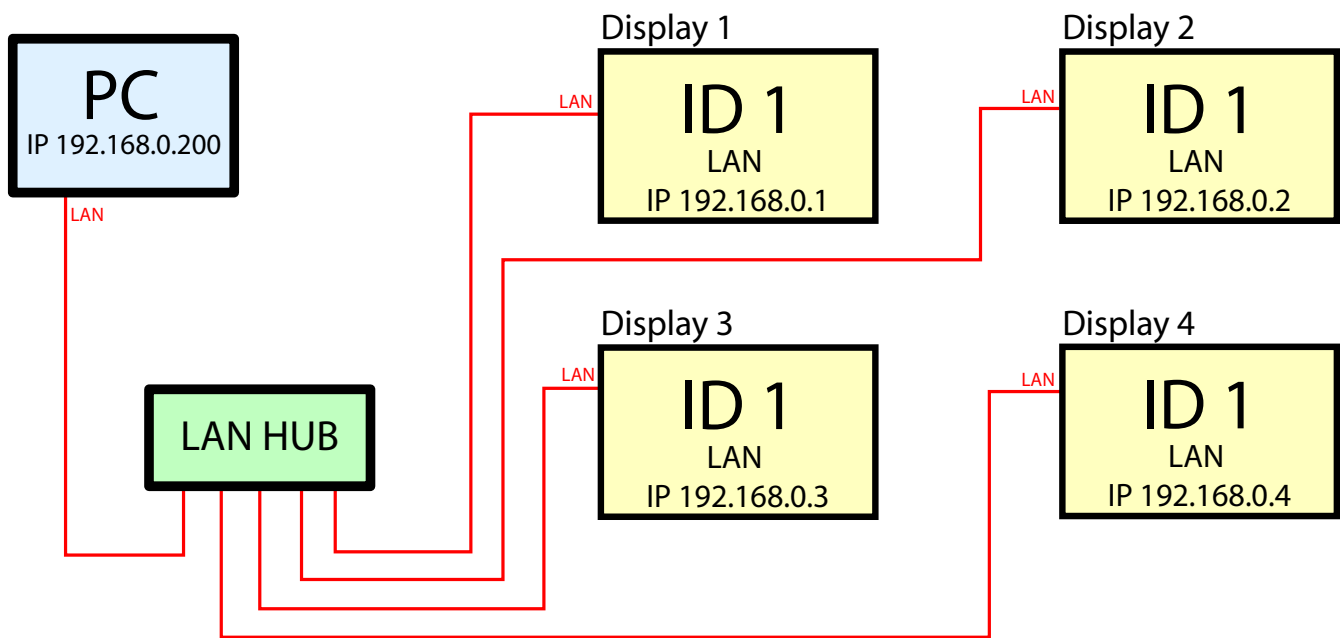 PC
IP 192.168.0.200
LAN
LAN HUB
Display 1
LAN
ID 1
LAN
IP 192.168.0.1
Display 2
LAN
ID 1
LAN
IP 192.168.0.2
Display 3
LAN
ID 1
LAN
IP 192.168.0.3
Display 4
LAN
ID 1
LAN
IP 192.168.0.4